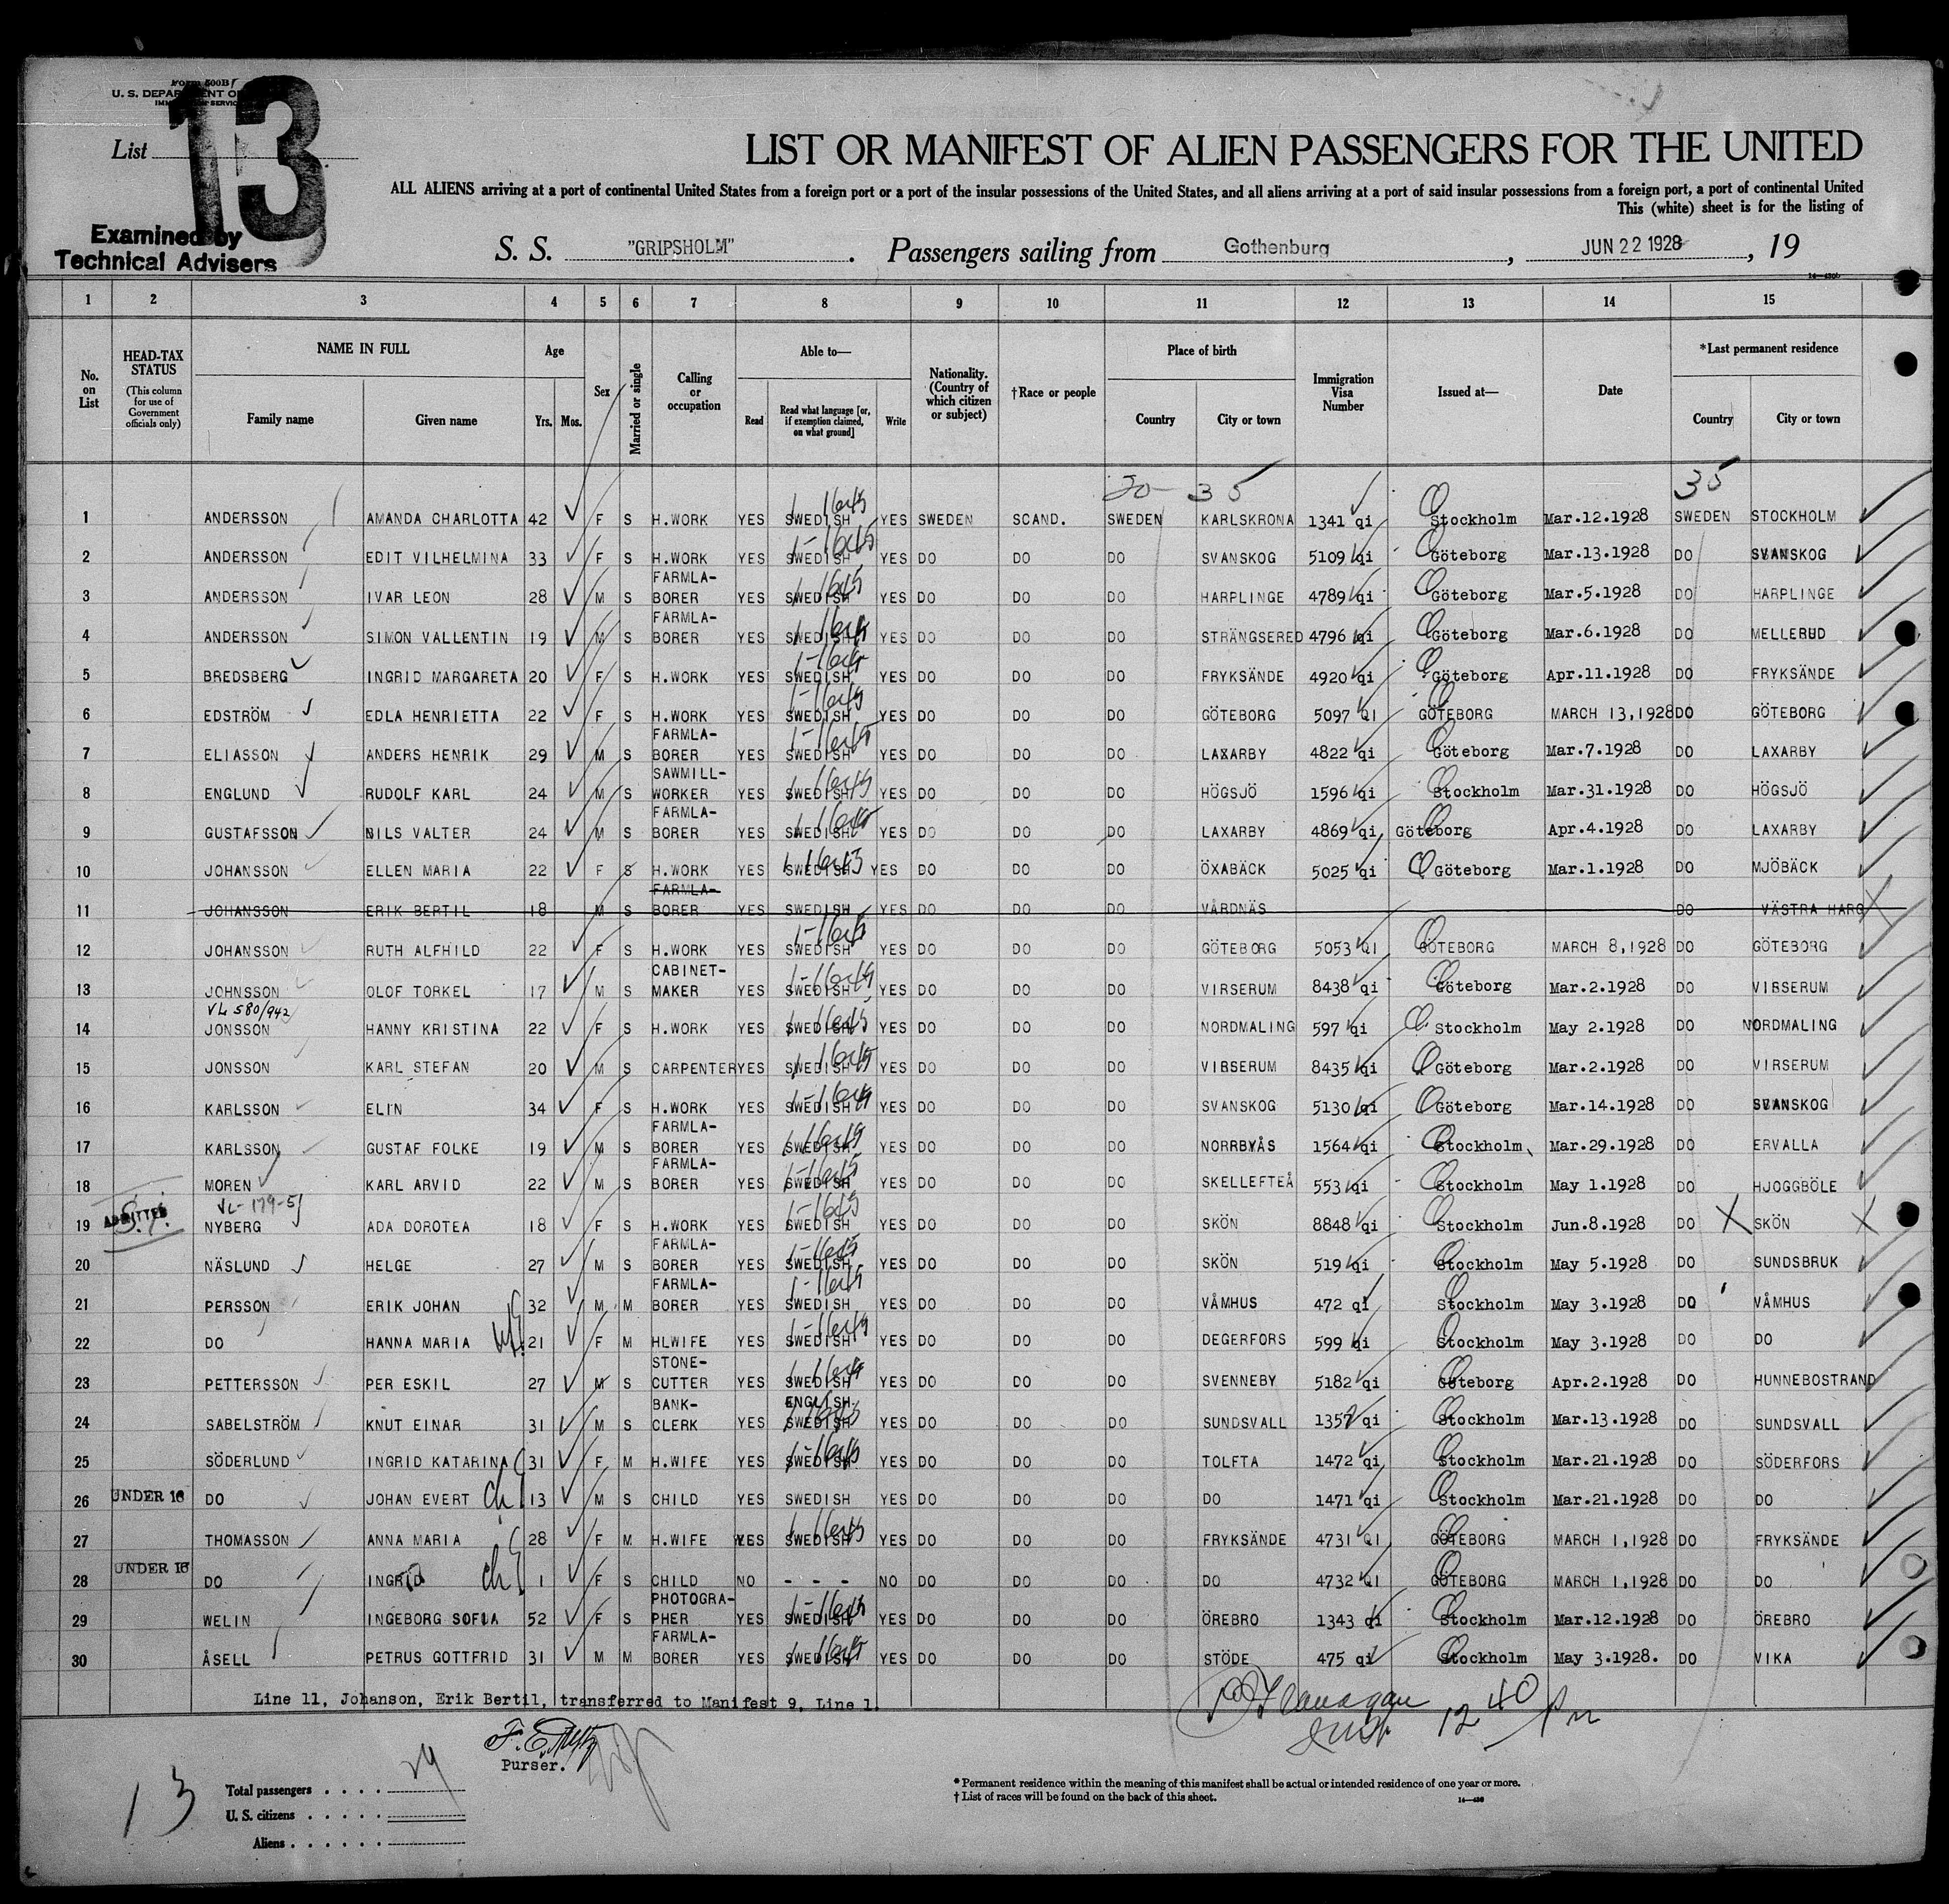 FORM 500B
U. S. DEPARTMENT OF
IMMIGRATION SERVICE
List
13
LIST OR MANIFEST OF ALIEN PASSENGERS FOR THE UNITED
ALL ALIENS arriving at a port of continental United States from a foreign port or a port of the insular possessions of the United States, and all aliens arriving at a port of said insular possessions from a foreign port, a port of continental United
This (white) sheet is for the listing of
Examined by
Technical Advisers
S. S. "GRIPSHOLM". Passengers sailing from Gothenburg, JUN 22 1928, 19
1 2 3 4 5 6 7 8 9 10 11 12 13 14 15
No. on List
HEAD-TAX STATUS (This column for use of Government officials only)
NAME IN FULL
Family name Given name
Age
Yrs. Mos.
Sex
Married or single
Calling or occupation
Able to—
Read Read what language [or, if exemption claimed, on what ground] Write
Nationality. (Country of which citizen or subject)
†Race or people
Place of birth
Country City or town
Immigration Visa Number
Issued at—
Date
*Last permanent residence
Country City or town
20- 35 35
1 ANDERSSON AMANDA CHARLOTTA 42 F S H.WORK YES SWEDISH YES SWEDEN SCAND. SWEDEN KARLSKRONA 1341 qi Stockholm Mar.12.1928 SWEDEN STOCKHOLM
2 ANDERSSON EDIT VILHELMINA 33 F S H.WORK YES SWEDISH YES DO DO DO SVANSKOG 5109 qi Göteborg Mar.13.1928 DO SVANSKOG
3 ANDERSSON IVAR LEON 28 M S FARMLA-BORER YES SWEDISH YES DO DO DO HARPLINGE 4789 qi Göteborg Mar.5.1928 DO HARPLINGE
4 ANDERSSON SIMON VALLENTIN 19 M S FARMLA-BORER YES SWEDISH YES DO DO DO STRÄNGSERED 4796 qi Göteborg Mar.6.1928 DO MELLERUD
5 BREDSBERG INGRID MARGARETA 20 F S H.WORK YES SWEDISH YES DO DO DO FRYKSÄNDE 4920 qi Göteborg Apr.11.1928 DO FRYKSÄNDE
6 EDSTRÖM EDLA HENRIETTA 22 F S H.WORK YES SWEDISH YES DO DO DO GÖTEBORG 5097 QI GÖTEBORG MARCH 13,1928 DO GÖTEBORG
7 ELIASSON ANDERS HENRIK 29 M S FARMLA-BORER YES SWEDISH YES DO DO DO LAXARBY 4822 qi Göteborg Mar.7.1928 DO LAXARBY
8 ENGLUND RUDOLF KARL 24 M S SAWMILL-WORKER YES SWEDISH YES DO DO DO HÖGSJÖ 1596 qi Stockholm Mar.31.1928 DO HÖGSJÖ
9 GUSTAFSSON NILS VALTER 24 M S FARMLA-BORER YES SWEDISH YES DO DO DO LAXARBY 4869 qi Göteborg Apr.4.1928 DO LAXARBY
10 JOHANSSON ELLEN MARIA 22 F S H.WORK YES SWEDISH YES DO DO DO ÖXABÄCK 5025 qi Göteborg Mar.1.1928 DO MJÖBÄCK
11 JOHANSSON ERIK BERTIL 18 M S FARMLA-BORER YES SWEDISH YES DO DO DO VÅRDNÄS DO VÄSTRA HARG
12 JOHANSSON RUTH ALFHILD 22 F S H.WORK YES SWEDISH YES DO DO DO GÖTEBORG 5053 QI GÖTEBORG MARCH 8,1928 DO GÖTEBORG
13 JOHNSSON OLOF TORKEL 17 M S CABINET-MAKER YES SWEDISH YES DO DO DO VIRSERUM 8438 qi Göteborg Mar.2.1928 DO VIRSERUM
VL 580/942
14 JONSSON HANNY KRISTINA 22 F S H.WORK YES SWEDISH YES DO DO DO NORDMALING 597 qi Stockholm May 2.1928 DO NORDMALING
15 JONSSON KARL STEFAN 20 M S CARPENTER YES SWEDISH YES DO DO DO VIRSERUM 8435 qi Göteborg Mar.2.1928 DO VIRSERUM
16 KARLSSON ELIN 34 F S H.WORK YES SWEDISH YES DO DO DO SVANSKOG 5130 qi Göteborg Mar.14.1928 DO SVANSKOG
17 KARLSSON GUSTAF FOLKE 19 M S FARMLA-BORER YES SWEDISH YES DO DO DO NORRBYÅS 1564 qi Stockholm Mar.29.1928 DO ERVALLA
18 MOREN KARL ARVID 22 M S FARMLA-BORER YES SWEDISH YES DO DO DO SKELLEFTEÅ 553 qi Stockholm May 1.1928 DO HJOGGBÖLE
VL-179-51
19 ADMITTED NYBERG ADA DOROTEA 18 F S H.WORK YES SWEDISH YES DO DO DO SKÖN 8848 qi Stockholm Jun.8.1928 DO SKÖN
20 NÄSLUND HELGE 27 M S FARMLA-BORER YES SWEDISH YES DO DO DO SKÖN 519 qi Stockholm May 5.1928 DO SUNDSBRUK
21 PERSSON ERIK JOHAN 32 M M FARMLA-BORER YES SWEDISH YES DO DO DO VÅMHUS 472 qi Stockholm May 3.1928 DO VÅMHUS
22 DO HANNA MARIA 21 F M H.WIFE YES SWEDISH YES DO DO DO DEGERFORS 599 qi Stockholm May 3.1928 DO DO
23 PETTERSSON PER ESKIL 27 M S STONE-CUTTER YES SWEDISH YES DO DO DO SVENNEBY 5182 qi Göteborg Apr.2.1928 DO HUNNEBOSTRAND
24 SABELSTRÖM KNUT EINAR 31 M S BANK-CLERK YES ENGLISH SWEDISH YES DO DO DO SUNDSVALL 1357 qi Stockholm Mar.13.1928 DO SUNDSVALL
25 SÖDERLUND INGRID KATARINA 31 F M H.WIFE YES SWEDISH YES DO DO DO TOLFTA 1472 qi Stockholm Mar.21.1928 DO SÖDERFORS
26 UNDER 16 DO JOHAN EVERT ch 13 M S CHILD YES SWEDISH YES DO DO DO DO 1471 qi Stockholm Mar.21.1928 DO DO
27 THOMASSON ANNA MARIA 28 F M H.WIFE YES SWEDISH YES DO DO DO FRYKSÄNDE 4731 QI GÖTEBORG MARCH 1,1928 DO FRYKSÄNDE
28 UNDER 16 DO INGRID ch 1 F S CHILD NO - - - NO DO DO DO DO 4732 QI GÖTEBORG MARCH 1,1928 DO DO
29 WELIN INGEBORG SOFIA 52 F S PHOTOGRA-PHER YES SWEDISH YES DO DO DO ÖREBRO 1343 qi Stockholm Mar.12.1928 DO ÖREBRO
30 ÅSELL PETRUS GOTTFRID 31 M M FARMLA-BORER YES SWEDISH YES DO DO DO STÖDE 475 qi Stockholm May 3.1928. DO VIKA
Line 11, Johanson, Erik Bertil, transferred to Manifest 9, Line 1.
Flanagan
12 40 Pm
Purser.
13
Total passengers . . . . 29
U. S. citizens . . . . .
Aliens . . . . . .
* Permanent residence within the meaning of this manifest shall be actual or intended residence of one year or more.
† List of races will be found on the back of this sheet.